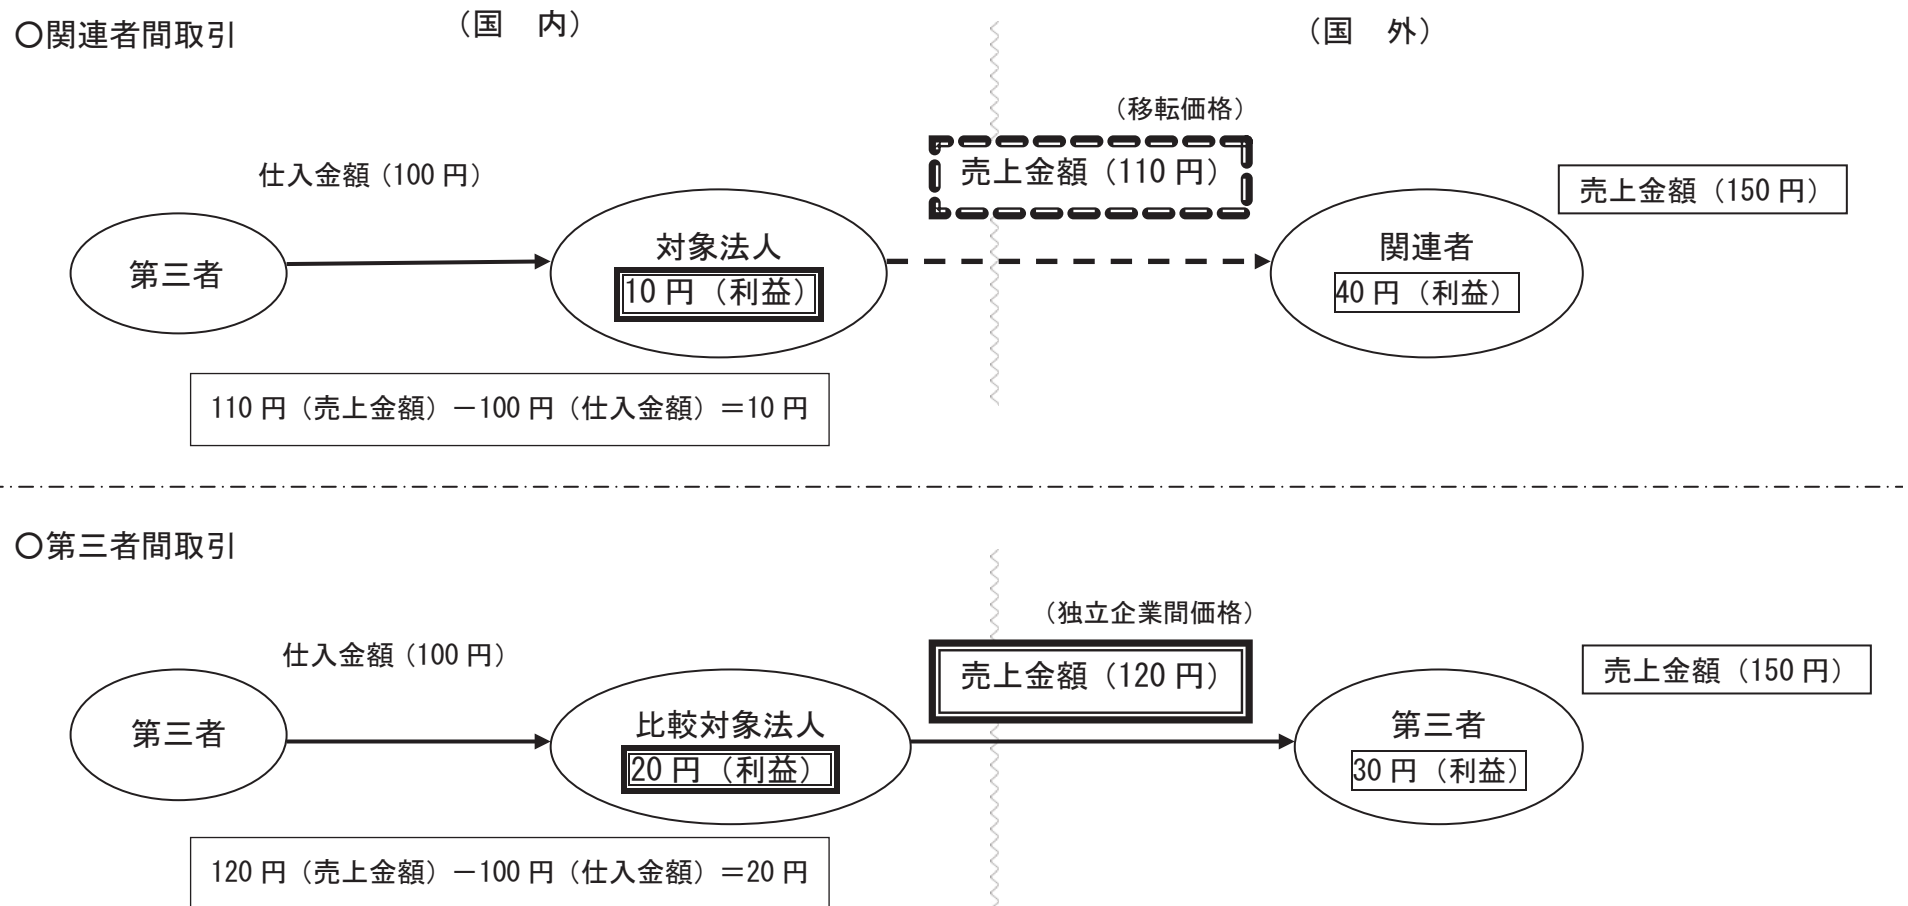 ○関連者間取引
（国　内）
（国　外）
（移転価格）
仕入金額（100円）
売上金額（110円）
売上金額（150円）
第三者
対象法人
10円（利益）
関連者
40円（利益）
110円（売上金額）－100円（仕入金額）＝10円
○第三者間取引
（独立企業間価格）
仕入金額（100円）
売上金額（120円）
売上金額（150円）
第三者
比較対象法人
20円（利益）
第三者
30円（利益）
120円（売上金額）－100円（仕入金額）＝20円